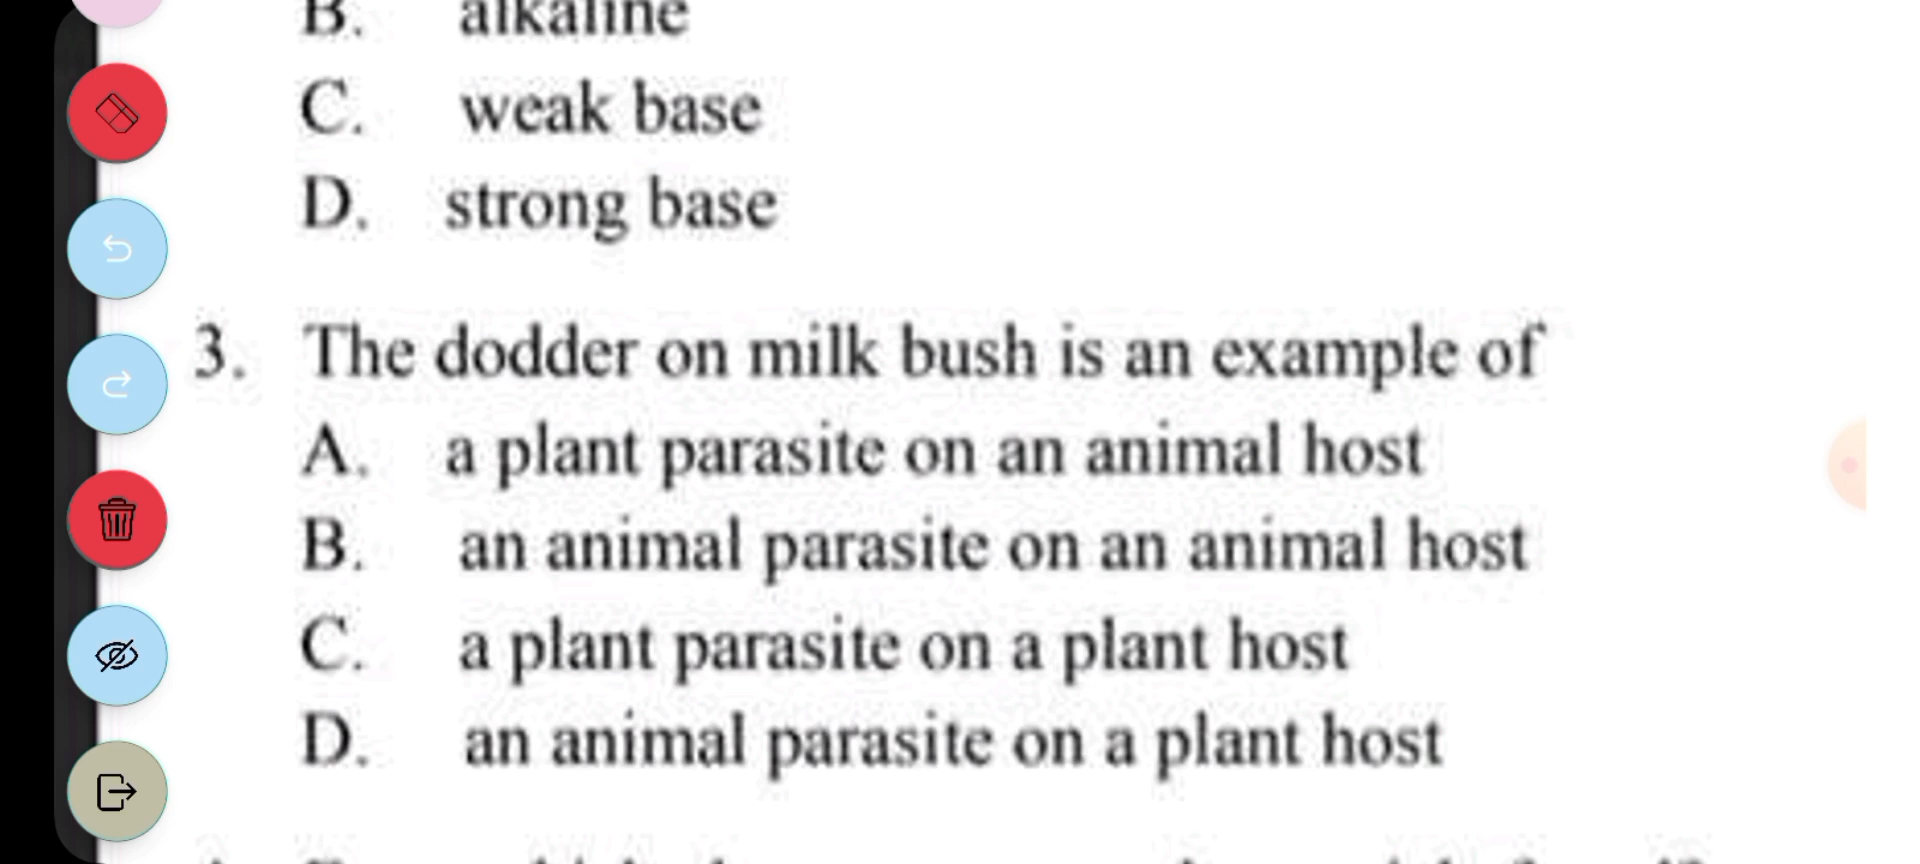 B. alkaline
C. weak base
D. strong base
3. The dodder on milk bush is an example of
A. a plant parasite on an animal host
B. an animal parasite on an animal host
C. a plant parasite on a plant host
D. an animal parasite on a plant host